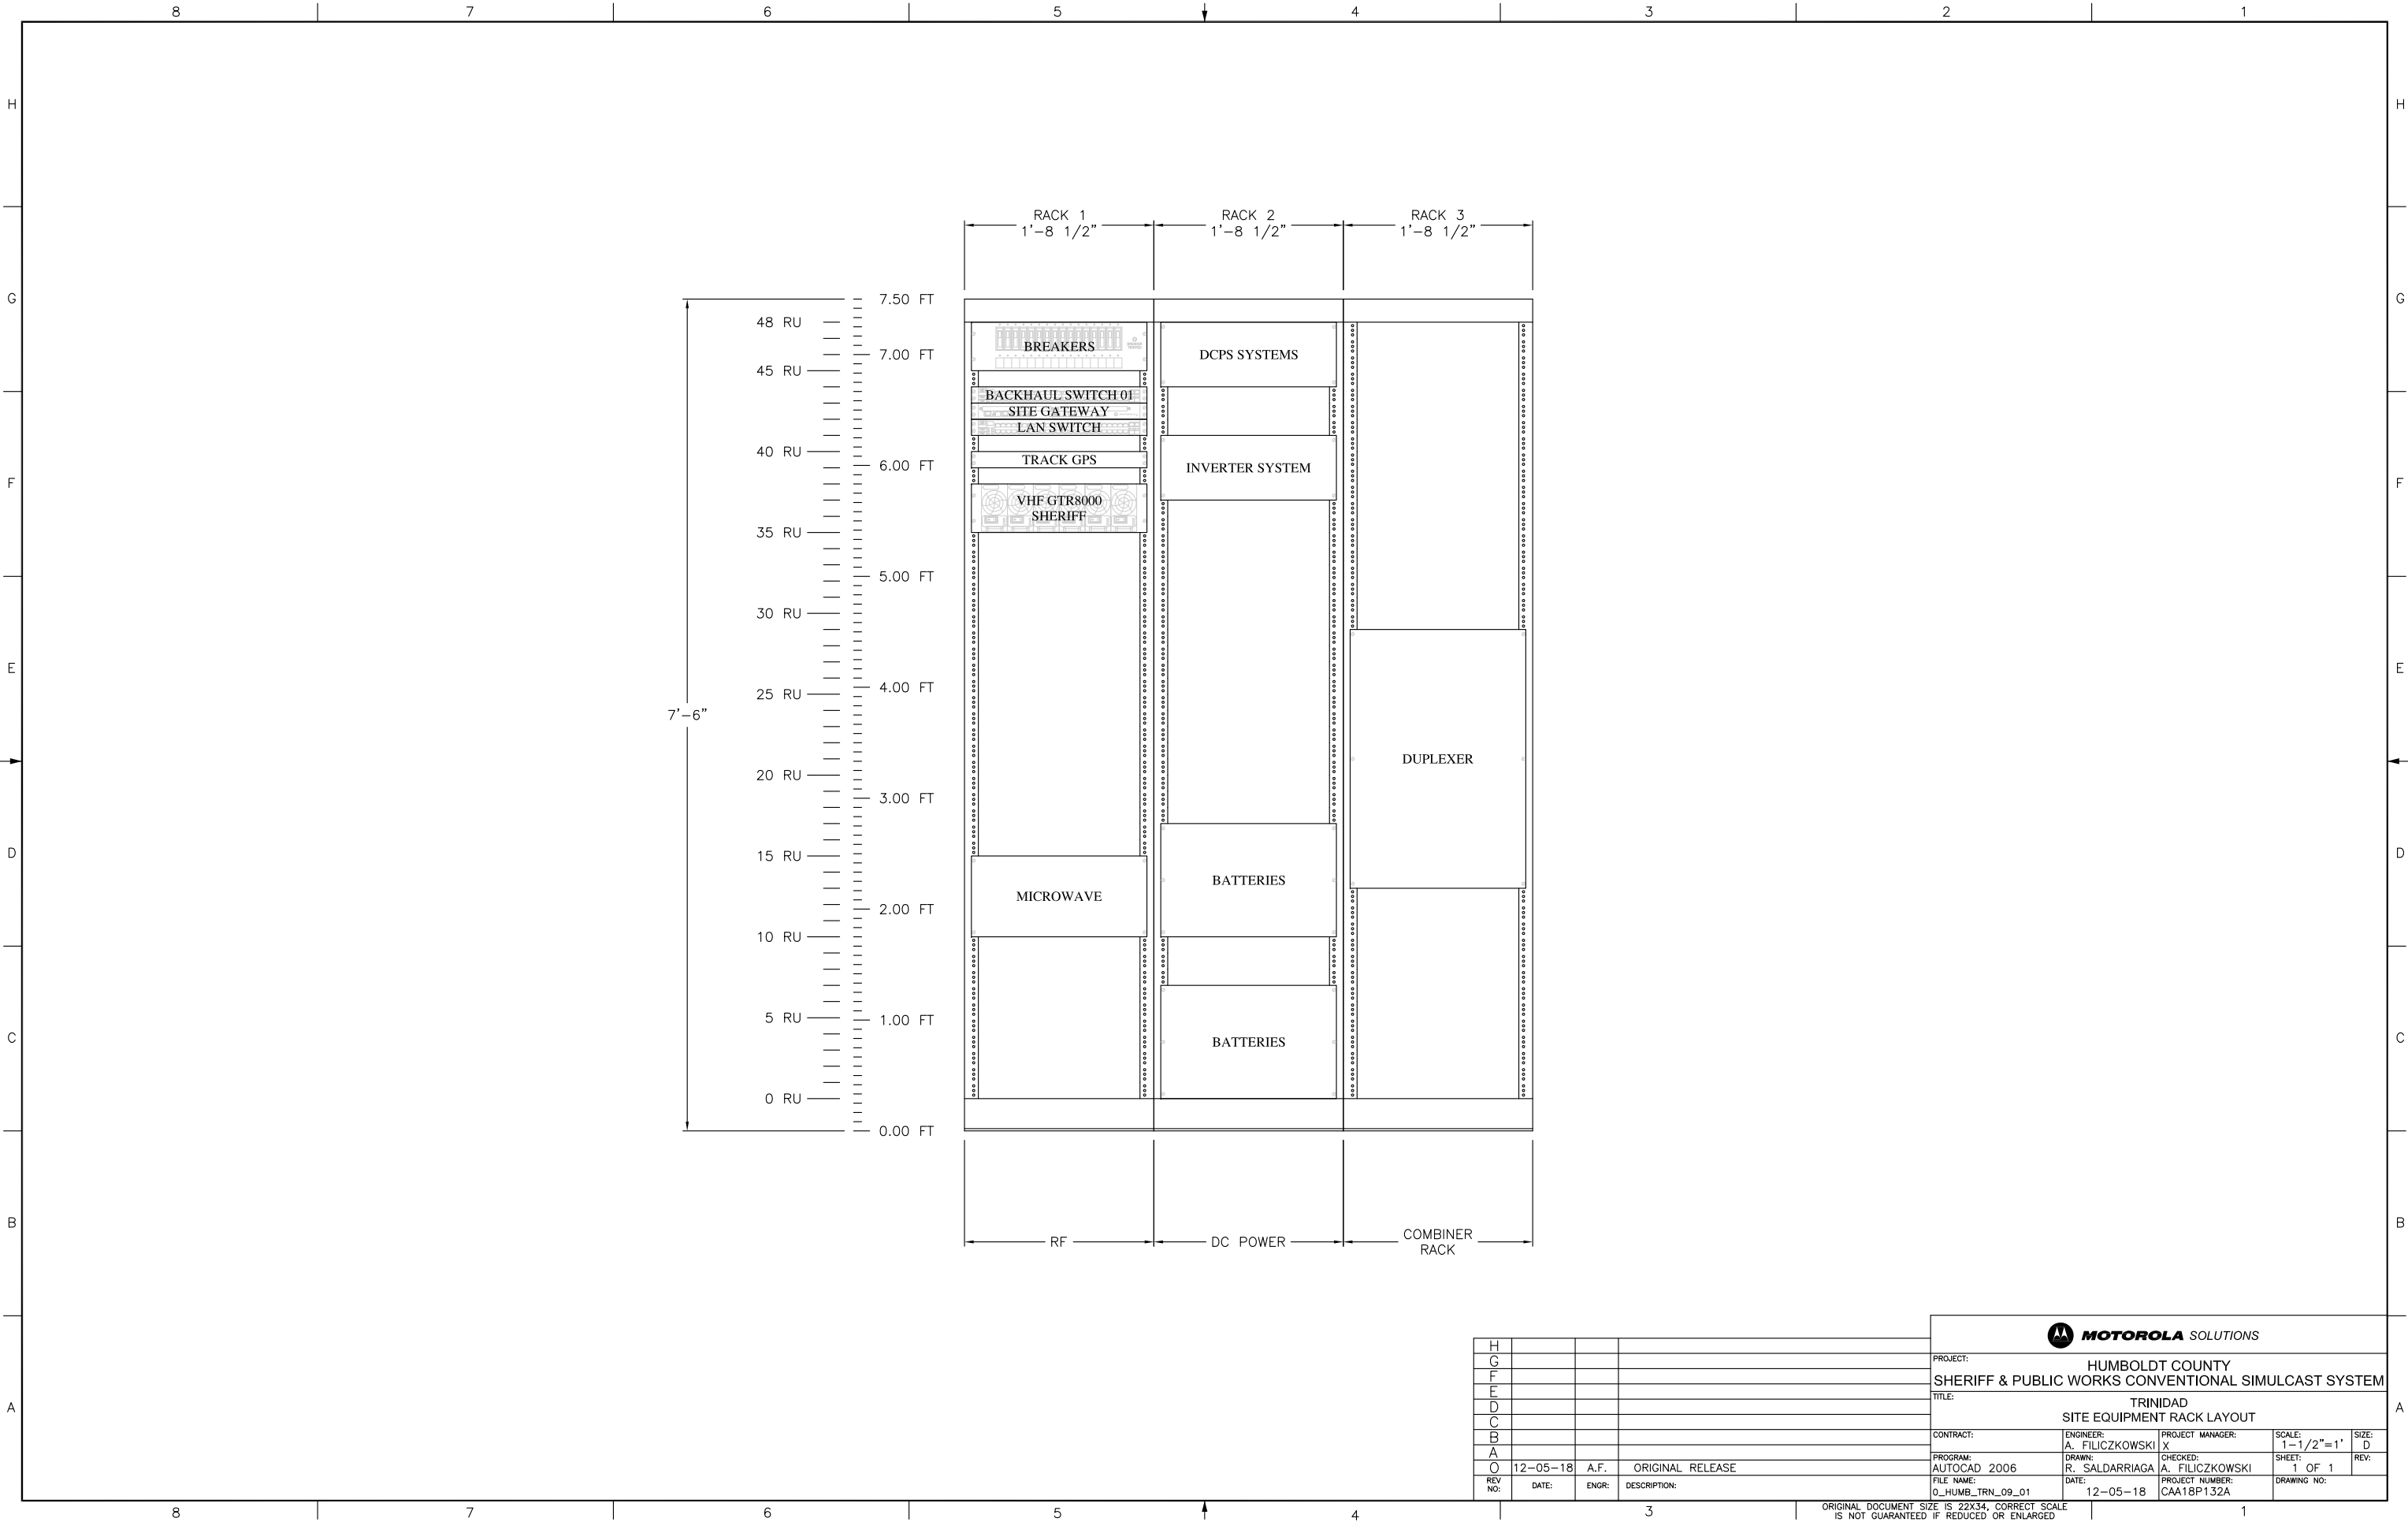 8 7 6 5 4 3 2 1
H H
G G
F F
E E
D D
C C
B B
A A
RACK 1
1'-8 1/2"
RACK 2
1'-8 1/2"
RACK 3
1'-8 1/2"
7.50 FT
48 RU
7.00 FT
45 RU
40 RU
6.00 FT
35 RU
5.00 FT
30 RU
25 RU
4.00 FT
7'-6"
20 RU
3.00 FT
15 RU
2.00 FT
10 RU
5 RU
1.00 FT
0 RU
0.00 FT
BREAKERS
BACKHAUL SWITCH 01
SITE GATEWAY
LAN SWITCH
TRACK GPS
VHF GTR8000
SHERIFF
MICROWAVE
DCPS SYSTEMS
INVERTER SYSTEM
BATTERIES
BATTERIES
DUPLEXER
RF
DC POWER
COMBINER
RACK
H
G
F
E
D
C
B
A
O 12-05-18 A.F. ORIGINAL RELEASE
REV NO: DATE: ENGR: DESCRIPTION:
MOTOROLA SOLUTIONS
PROJECT:
HUMBOLDT COUNTY
SHERIFF & PUBLIC WORKS CONVENTIONAL SIMULCAST SYSTEM
TITLE:
TRINIDAD
SITE EQUIPMENT RACK LAYOUT
CONTRACT: ENGINEER: PROJECT MANAGER: SCALE: SIZE:
A. FILICZKOWSKI X 1-1/2"=1' D
PROGRAM: DRAWN: CHECKED: SHEET: REV:
AUTOCAD 2006 R. SALDARRIAGA A. FILICZKOWSKI 1 OF 1
FILE NAME: DATE: PROJECT NUMBER: DRAWING NO:
0_HUMB_TRN_09_01 12-05-18 CAA18P132A
8 7 6 5 4 3 1
ORIGINAL DOCUMENT SIZE IS 22X34, CORRECT SCALE
IS NOT GUARANTEED IF REDUCED OR ENLARGED